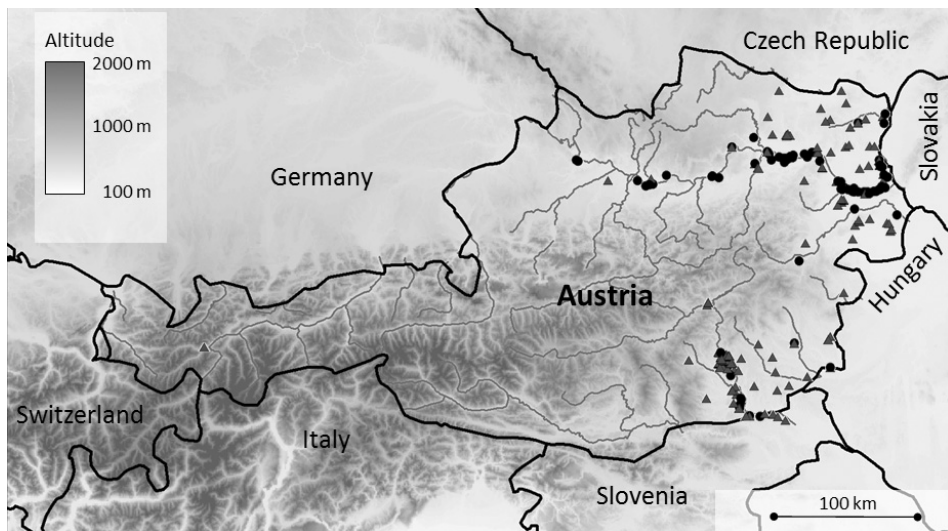 Altitude
2000 m
1000 m
100 m
Czech Republic
Slovakia
Germany
Hungary
Austria
Switzerland
Italy
Slovenia
100 km